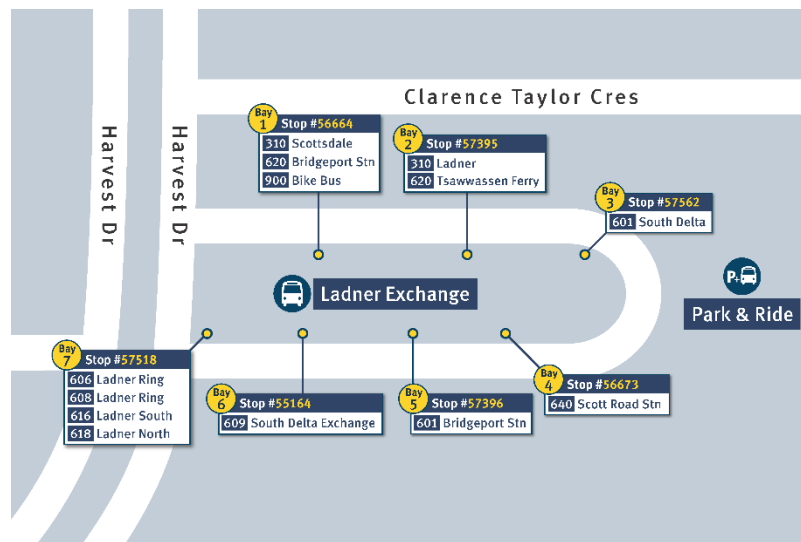 Clarence Taylor Cres
Harvest Dr
Harvest Dr
Bay 1 Stop #56664
310 Scottsdale
620 Bridgeport Stn
900 Bike Bus
Bay 2 Stop #57395
310 Ladner
620 Tsawwassen Ferry
Bay 3 Stop #57562
601 South Delta
Ladner Exchange
P+
Park & Ride
Bay 7 Stop #57518
606 Ladner Ring
608 Ladner Ring
616 Ladner South
618 Ladner North
Bay 6 Stop #55164
609 South Delta Exchange
Bay 5 Stop #57396
601 Bridgeport Stn
Bay 4 Stop #56673
640 Scott Road Stn